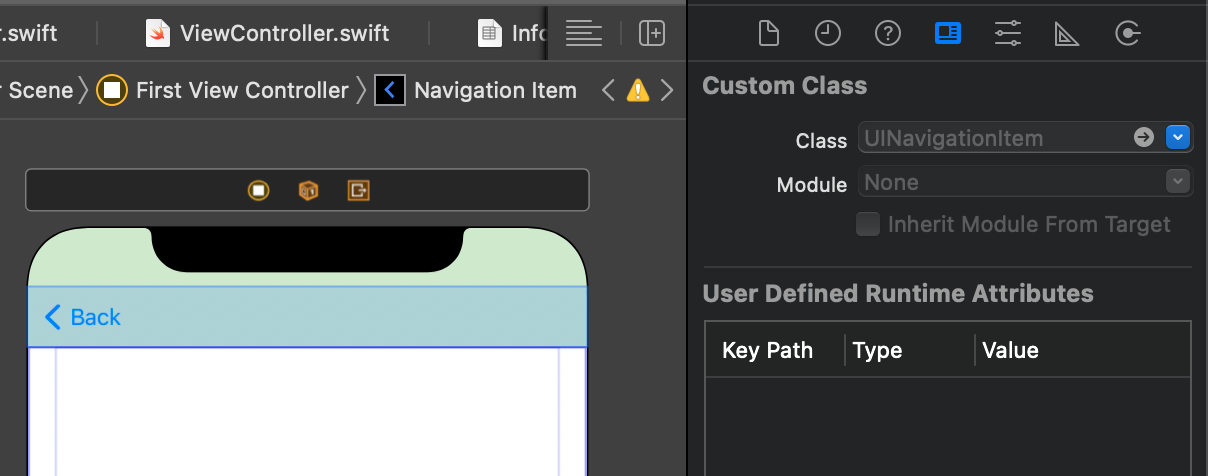 r.swift ViewController.swift Info
r Scene First View Controller Navigation Item
Back
Custom Class
Class UINavigationItem
Module None
Inherit Module From Target
User Defined Runtime Attributes
Key Path Type Value